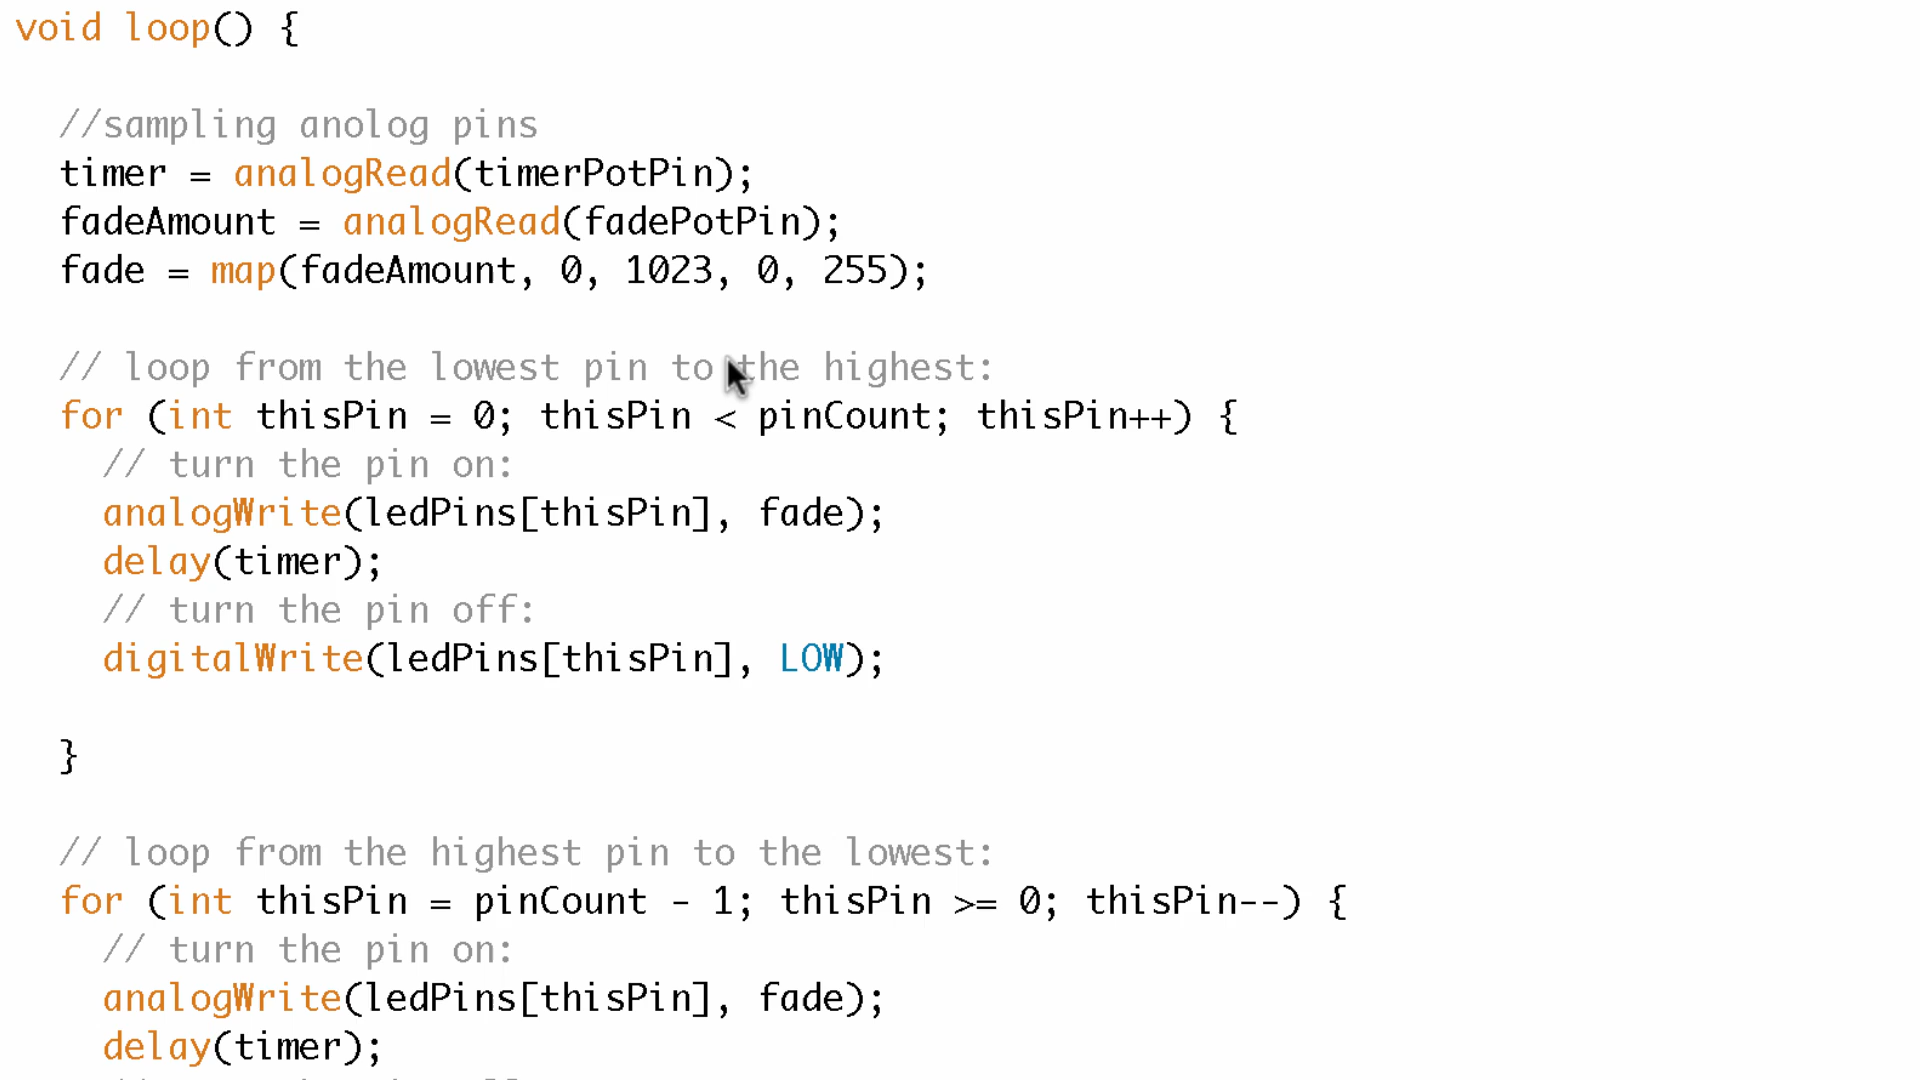 void loop() {
//sampling anolog pins
timer = analogRead(timerPotPin);
fadeAmount = analogRead(fadePotPin);
fade = map(fadeAmount, 0, 1023, 0, 255);
// loop from the lowest pin to the highest:
for (int thisPin = 0; thisPin < pinCount; thisPin++) {
// turn the pin on:
analogWrite(ledPins[thisPin], fade);
delay(timer);
// turn the pin off:
digitalWrite(ledPins[thisPin], LOW);
}
// loop from the highest pin to the lowest:
for (int thisPin = pinCount - 1; thisPin >= 0; thisPin--) {
// turn the pin on:
analogWrite(ledPins[thisPin], fade);
delay(timer);